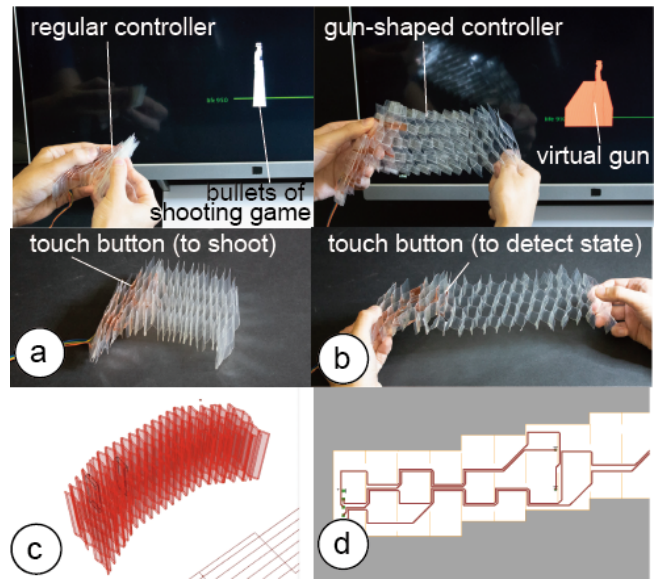 regular controller
bullets of
shooting game
gun-shaped controller
virtual gun
touch button (to shoot)
a
touch button (to detect state)
b
c
d